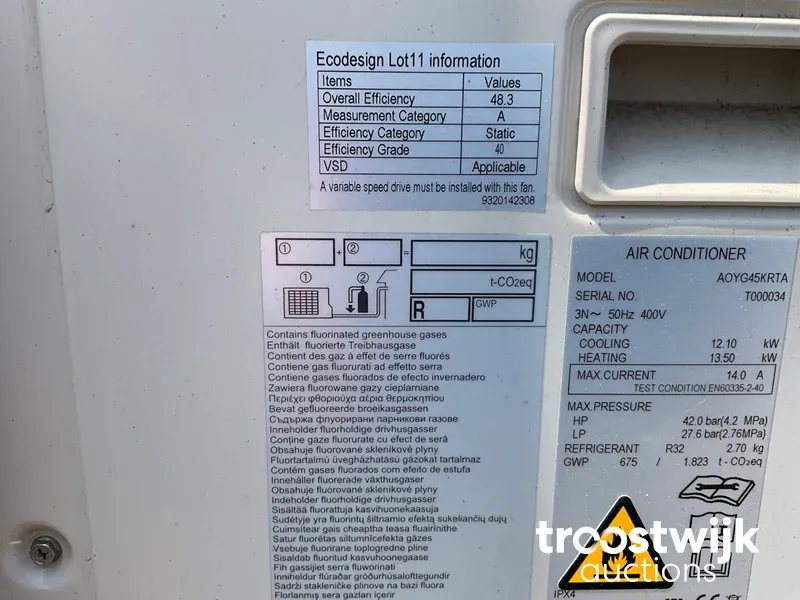 Ecodesign Lot11 information
Items Values
Overall Efficiency 48.3
Measurement Category A
Efficiency Category Static
Efficiency Grade 40
VSD Applicable
A variable speed drive must be installed with this fan.
9320142308
① + ② = kg
① ② t-CO2eq
R GWP
Contains fluorinated greenhouse gases
Enthält fluorierte Treibhausgase
Contient des gaz à effet de serre fluorés
Contiene gas fluorurati ad effetto serra
Contiene gases fluorados de efecto invernadero
Zawiera fluorowane gazy cieplarniane
Περιέχει φθοριούχα αέρια θερμοκηπίου
Bevat gefluoreerde broeikasgassen
Съдържа флуорирани парникови газове
Inneholder fluorholdige drivhusgasser
Conţine gaze fluorurate cu efect de seră
Obsahuje fluorované skleníkové plyny
Fluortartalmú üvegházhatású gázokat tartalmaz
Contém gases fluorados com efeito de estufa
Innehåller fluorerade växthusgaser
Obsahuje fluórované skleníkové plyny
Indeholder fluorholdige drivhusgasser
Sisältää fluorattuja kasvihuonekaasuja
Sudėtyje yra fluorintų šiltnamio efektą sukeliančių dujų
Cuimsítear gais cheaptha teasa fluairínithe
Satur fluorētas siltumnīcefekta gāzes
Vsebuje fluorirane toplogredne pline
Sisaldab fluoritud kasvuhoonegaase
Fih gassijiet serra fluworinati
Inniheldur flúraðar gróðurhúsalofttegundir
Sadrži stakleničke plinove na bazi fluora
Florlanmış sera gazları içerir
AIR CONDITIONER
MODEL AOYG45KRTA
SERIAL NO. T000034
3N~ 50Hz 400V
CAPACITY
COOLING 12.10 kW
HEATING 13.50 kW
MAX.CURRENT 14.0 A
TEST CONDITION EN60335-2-40
MAX.PRESSURE
HP 42.0 bar(4.2 MPa)
LP 27.6 bar(2.76MPa)
REFRIGERANT R32 2.70 kg
GWP 675 / 1.823 t-CO2eq
IPX4
troostwijk
auctions